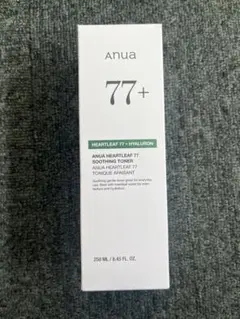 Anua
77+
HEARTLEAF 77 + HYALURON
ANUA HEARTLEAF 77
SOOTHING TONER
ANUA HEARTLEAF 77
TONIQUE APAISANT
250 ML / 8.45 FL. OZ.